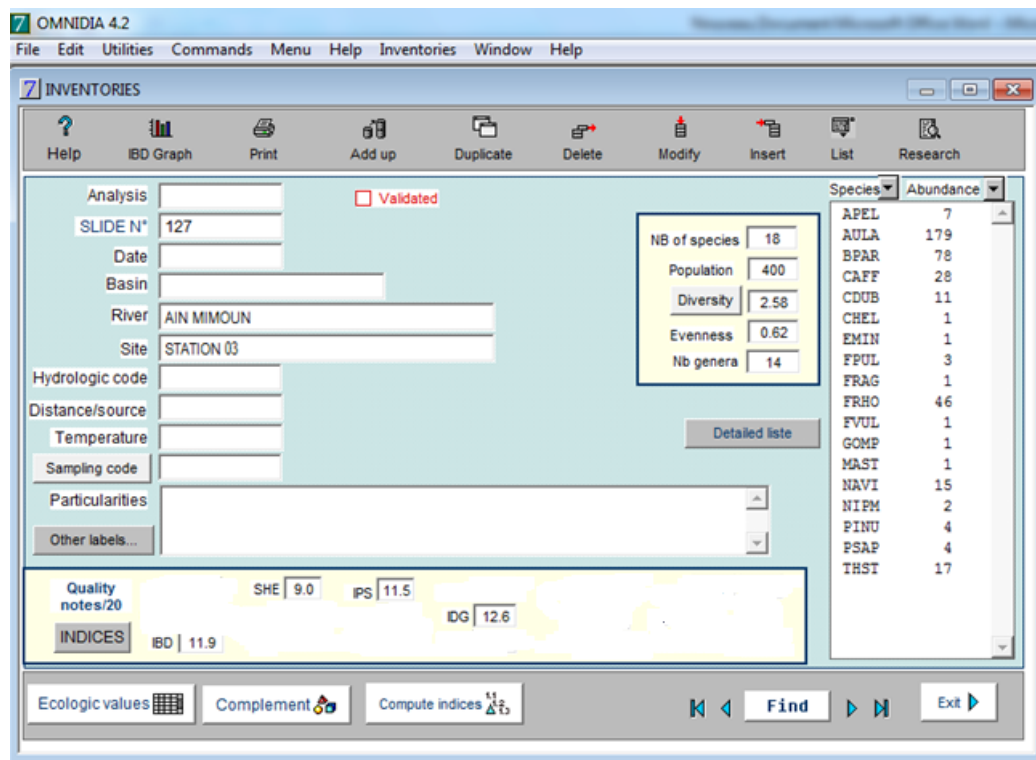 7 OMNIDIA 4.2
File Edit Utilities Commands Menu Help Inventories Window Help
7 INVENTORIES
? Help IBD Graph Print Add up Duplicate Delete Modify Insert List Research
Analysis
Validated
SLIDE N° 127
Date
Basin
River AIN MIMOUN
Site STATION 03
Hydrologic code
Distance/source
Temperature
Sampling code
Particularities
Other labels...
NB of species 18
Population 400
Diversity 2.58
Evenness 0.62
Nb genera 14
Detailed liste
Species Abundance
APEL 7
AULA 179
BPAR 78
CAFF 28
CDUB 11
CHEL 1
EMIN 1
FPUL 3
FRAG 1
FRHO 46
FVUL 1
GOMP 1
MAST 1
NAVI 15
NIPM 2
PINU 4
PSAP 4
THST 17
Quality
notes/20
INDICES
SHE 9.0
IPS 11.5
IDG 12.6
IBD 11.9
Ecologic values Complement Compute indices Find Exit